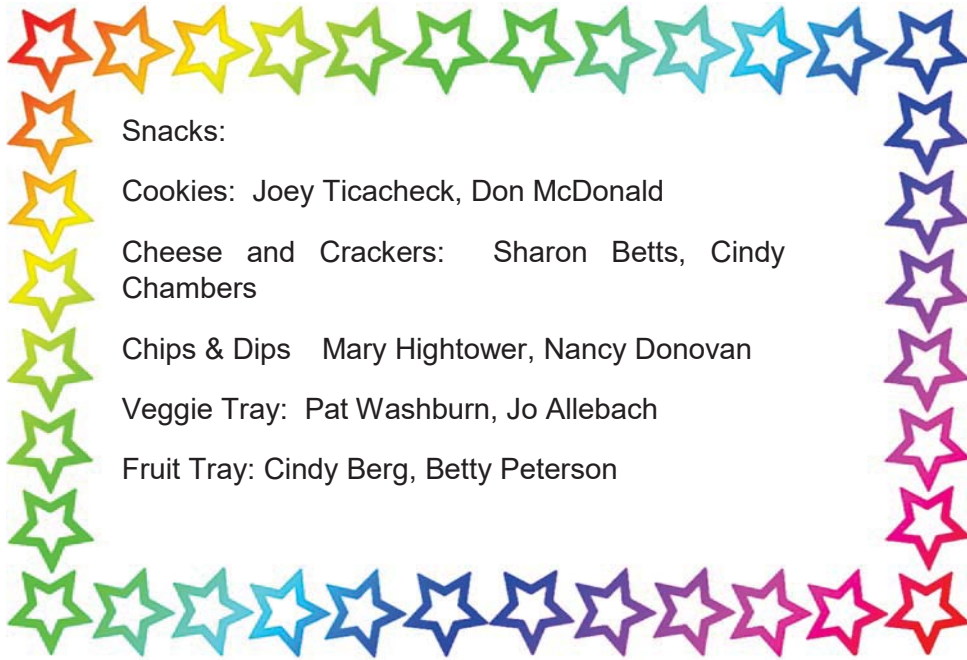 Snacks:
Cookies:  Joey Ticacheck, Don McDonald
Cheese and Crackers:  Sharon Betts, Cindy
Chambers
Chips & Dips   Mary Hightower, Nancy Donovan
Veggie Tray:  Pat Washburn, Jo Allebach
Fruit Tray: Cindy Berg, Betty Peterson